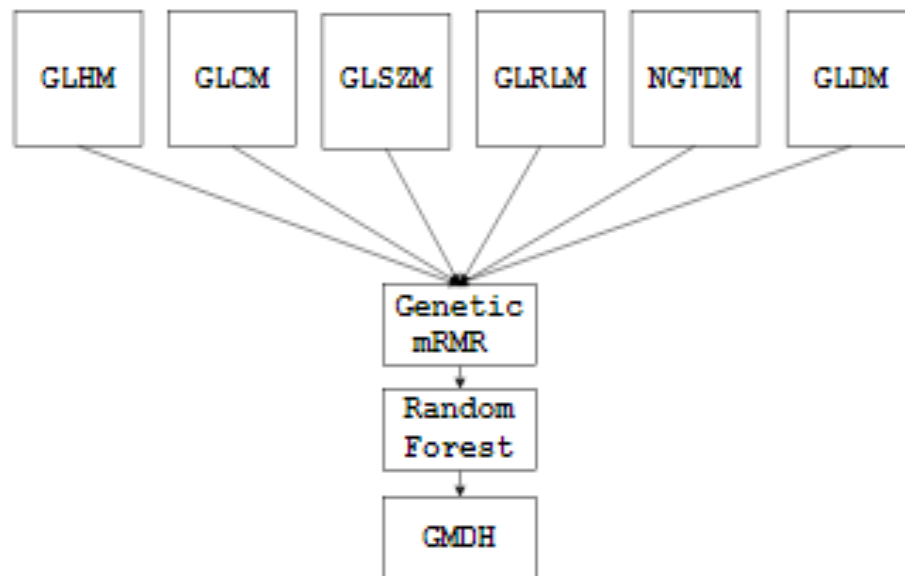 GLHM
GLCM
GLSZM
GLRLM
NGTDM
GLDM
Genetic
mRMR
Random
Forest
GMDH